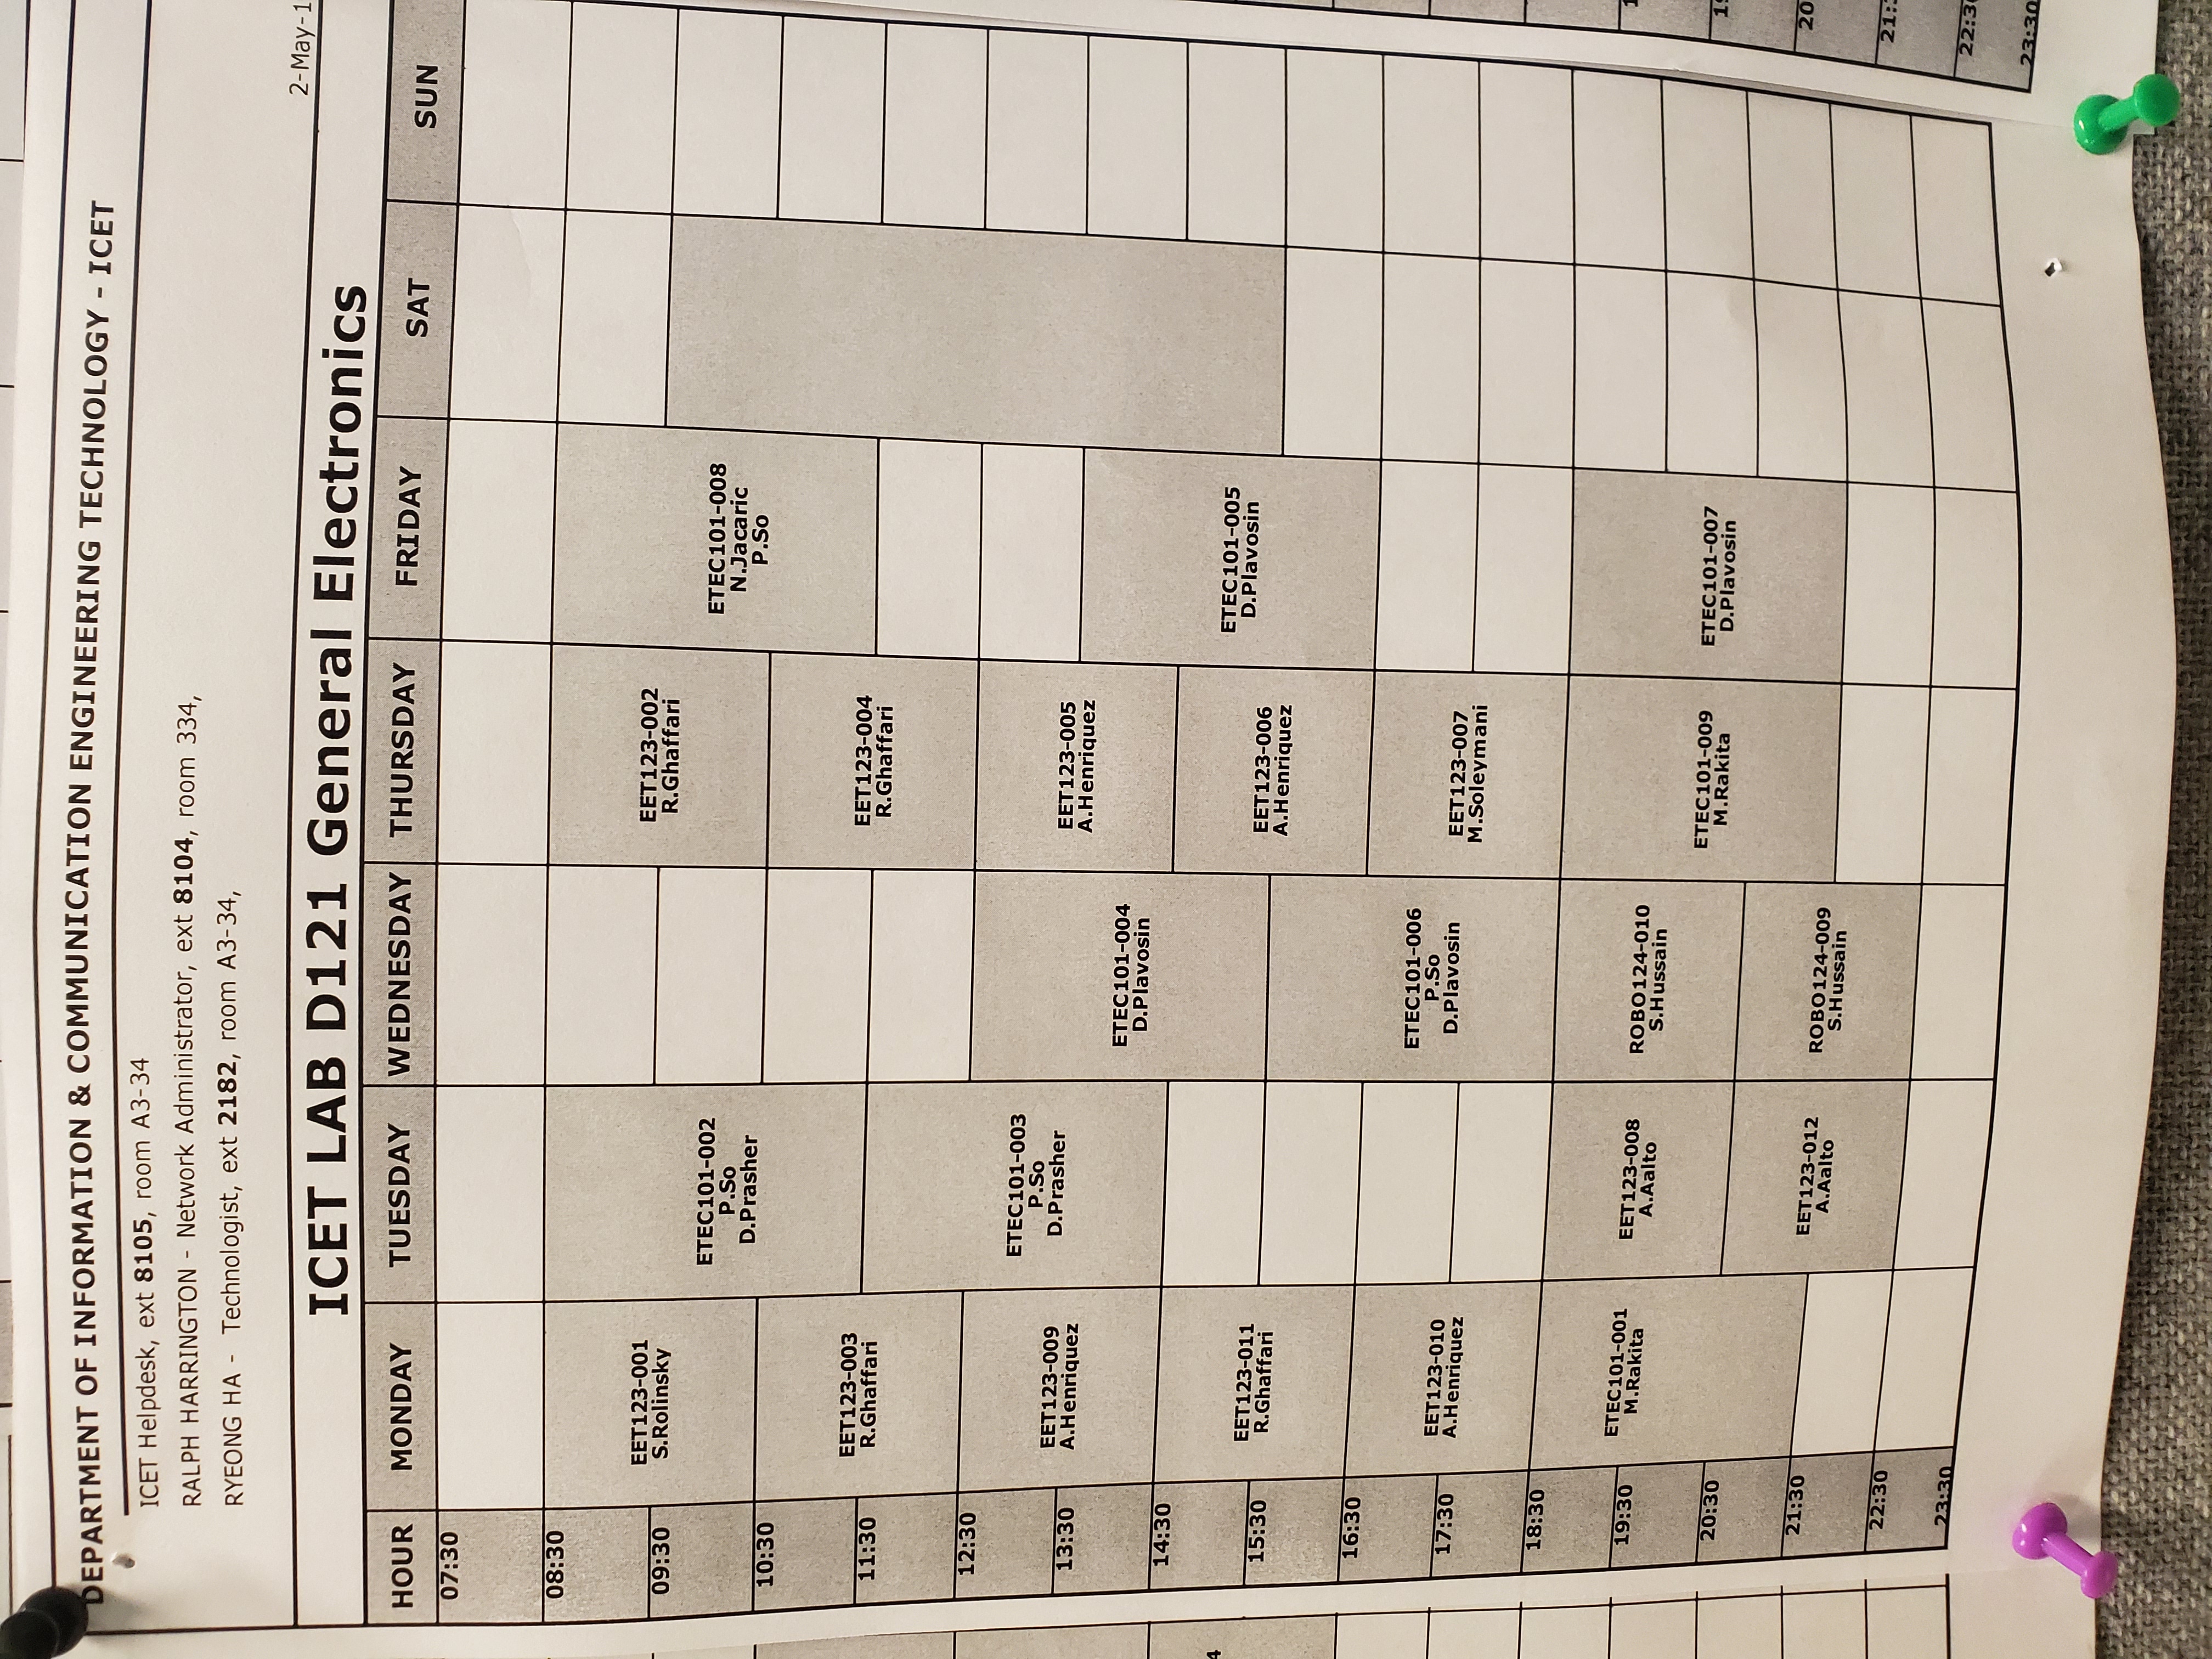 DEPARTMENT OF INFORMATION & COMMUNICATION ENGINEERING TECHNOLOGY - ICET
ICET Helpdesk, ext 8105, room A3-34
RALPH HARRINGTON - Network Administrator, ext 8104, room 334,
RYEONG HA - Technologist, ext 2182, room A3-34,
2-May-1
ICET LAB D121 General Electronics
HOUR MONDAY TUESDAY WEDNESDAY THURSDAY FRIDAY SAT SUN
07:30
08:30
EET123-001
S.Rolinsky
09:30
10:30
EET123-003
R.Ghaffari
11:30
12:30
EET123-009
A.Henriquez
13:30
14:30
EET123-011
R.Ghaffari
15:30
16:30
EET123-010
A.Henriquez
17:30
18:30
ETEC101-001
M.Rakita
19:30
20:30
21:30
22:30
23:30
ETEC101-002
P.So
D.Prasher
ETEC101-003
P.So
D.Prasher
EET123-008
A.Aalto
EET123-012
A.Aalto
ETEC101-004
D.Plavosin
ETEC101-006
P.So
D.Plavosin
ROBO124-010
S.Hussain
ROBO124-009
S.Hussain
EET123-002
R.Ghaffari
EET123-004
R.Ghaffari
EET123-005
A.Henriquez
EET123-006
A.Henriquez
EET123-007
M.Soleymani
ETEC101-009
M.Rakita
ETEC101-008
N.Jacaric
P.So
ETEC101-005
D.Plavosin
ETEC101-007
D.Plavosin
4
20
21:
22:30
23:30